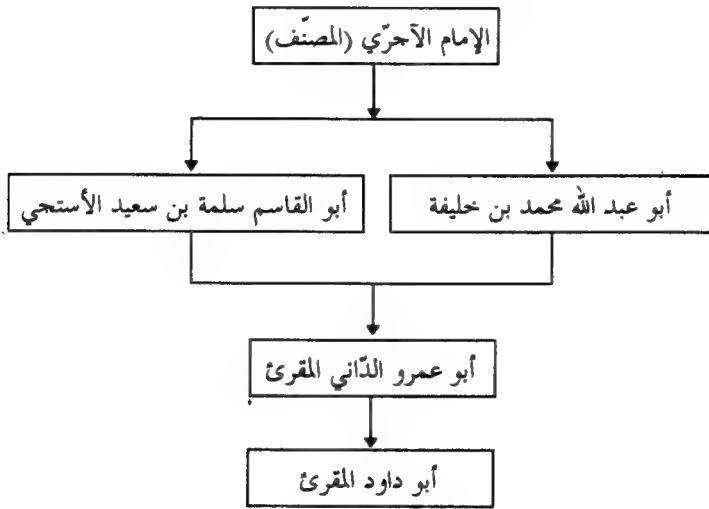 الإمام الآجرّي (المصنّف)
أبو عبد الله محمد بن خليفة
أبو القاسم سلمة بن سعيد الأستجي
أبو عمرو الدّاني المقرئ
أبو داود المقرئ